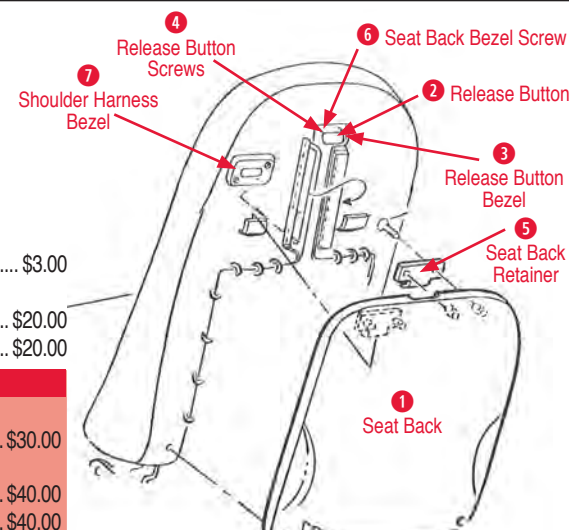 4
Release Button
Screws
6 Seat Back Bezel Screw
7
Shoulder Harness
Bezel
2 Release Button
3
Release Button
Bezel
5
Seat Back
Retainer
.... $3.00
.. $20.00
.. $20.00
1
Seat Back
. $30.00
. $40.00
. $40.00